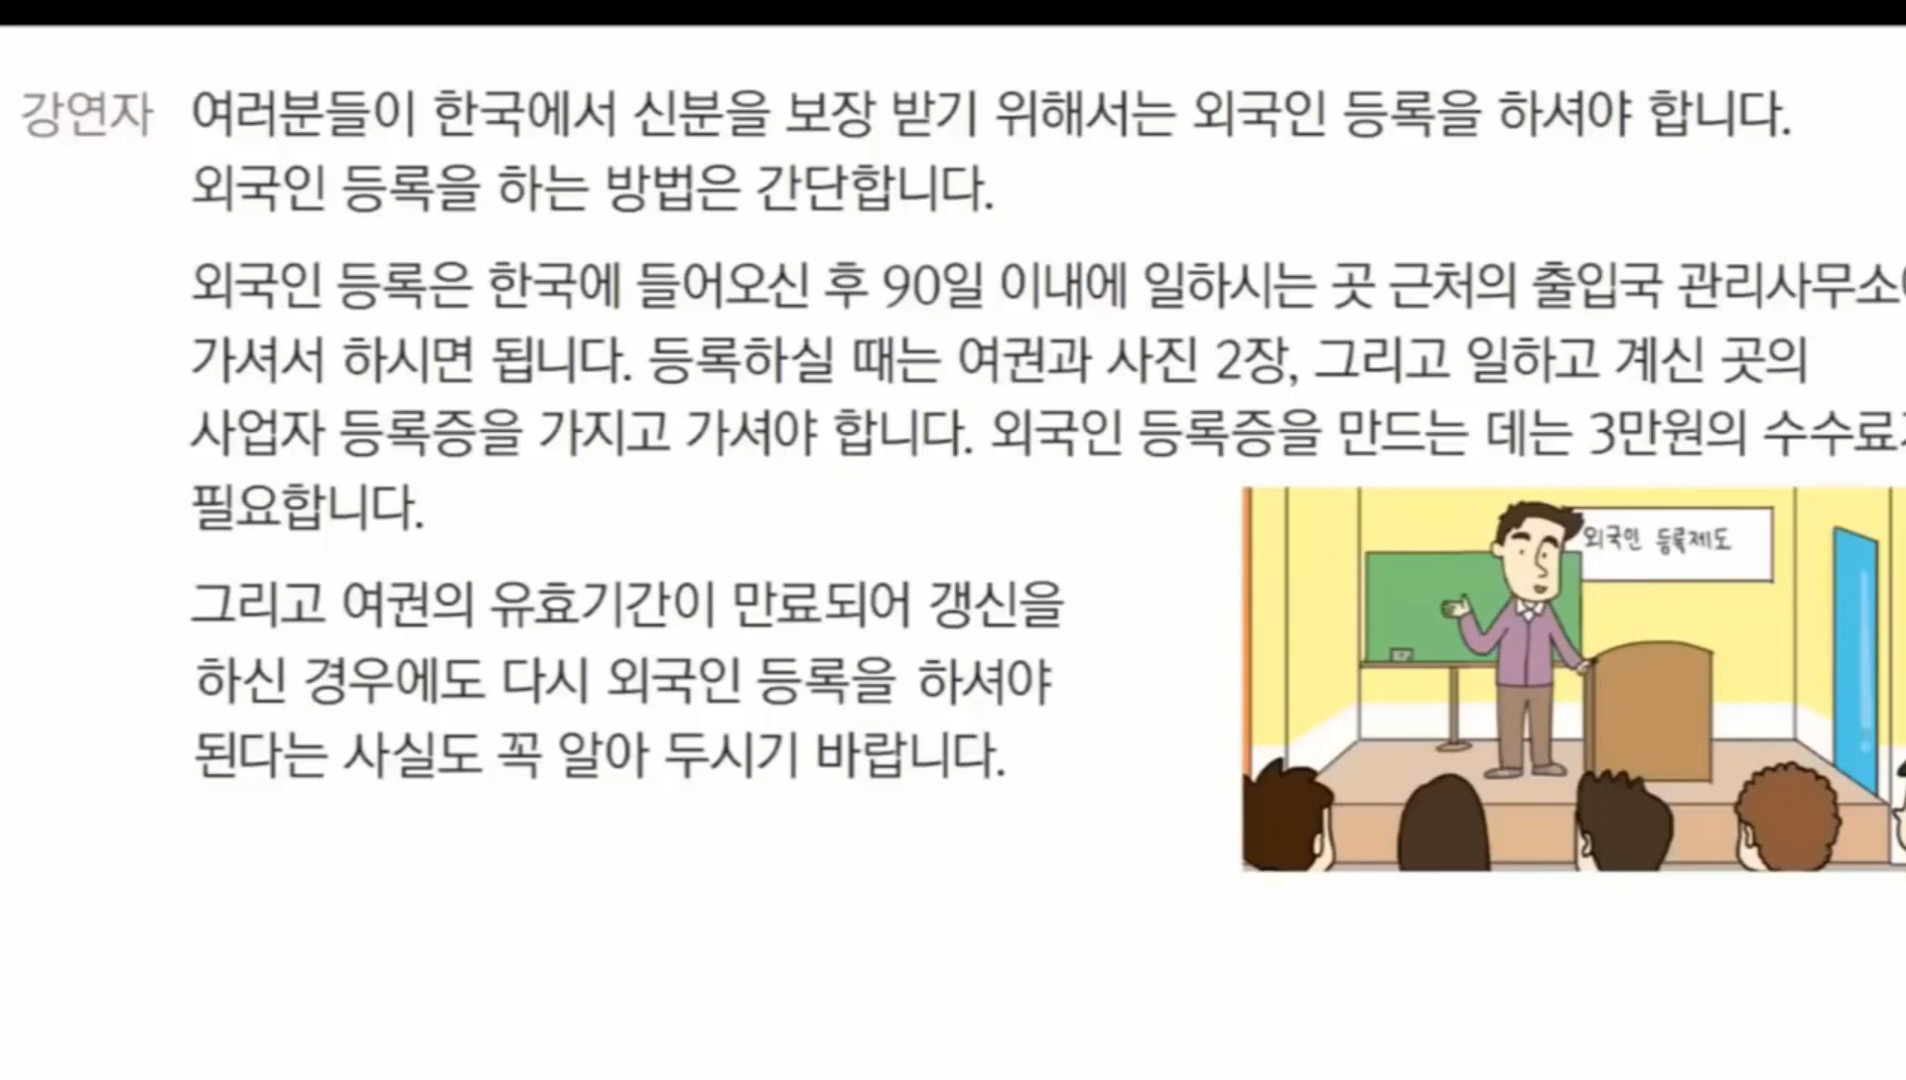 강연자 여러분들이 한국에서 신분을 보장 받기 위해서는 외국인 등록을 하셔야 합니다.
외국인 등록을 하는 방법은 간단합니다.
외국인 등록은 한국에 들어오신 후 90일 이내에 일하시는 곳 근처의 출입국 관리사무소에
가셔서 하시면 됩니다. 등록하실 때는 여권과 사진 2장, 그리고 일하고 계신 곳의
사업자 등록증을 가지고 가셔야 합니다. 외국인 등록증을 만드는 데는 3만원의 수수료가
필요합니다.
그리고 여권의 유효기간이 만료되어 갱신을
하신 경우에도 다시 외국인 등록을 하셔야
된다는 사실도 꼭 알아 두시기 바랍니다.
외국인 등록제도